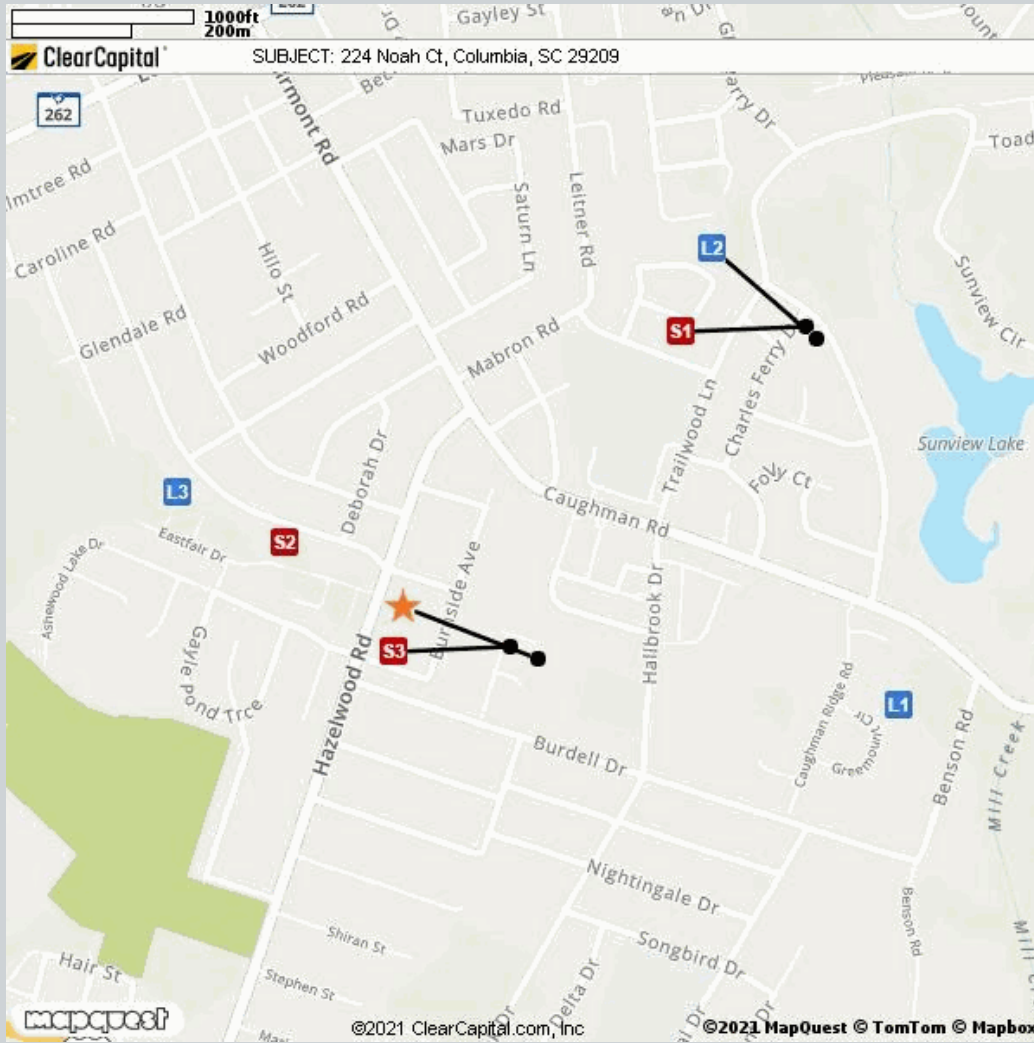 1000ft
200m
Gayley St
ClearCapital
SUBJECT: 224 Noah Ct, Columbia, SC 29209
262
Tuxedo Rd
Mars Dr
Toad
Caroline Rd
Hilo St
Saturn Ln
Leitner Rd
L2
Sunview Cir
Glendale Rd
Woodford Rd
Mabron Rd
S1
Charles Ferry D
Trailwood Ln
Sunview Lake
Deborah Dr
L3
Foly Ct
Caughman Rd
S2
Eastfair Dr
Ashewood Lake Dr
Burnside Ave
Hallbrook Dr
S3
Gayle Pond Trce
Hazelwood Rd
L1
Caughman Ridge Rd
Greemount Cir
Benson Rd
Mill Creek
Burdell Dr
Nightingale Dr
Benson Rd
Shiran St
Songbird Dr
Hair St
Stephen St
Delta Dr
mapquest
©2021 ClearCapital.com, Inc
©2021 MapQuest © TomTom © Mapbox